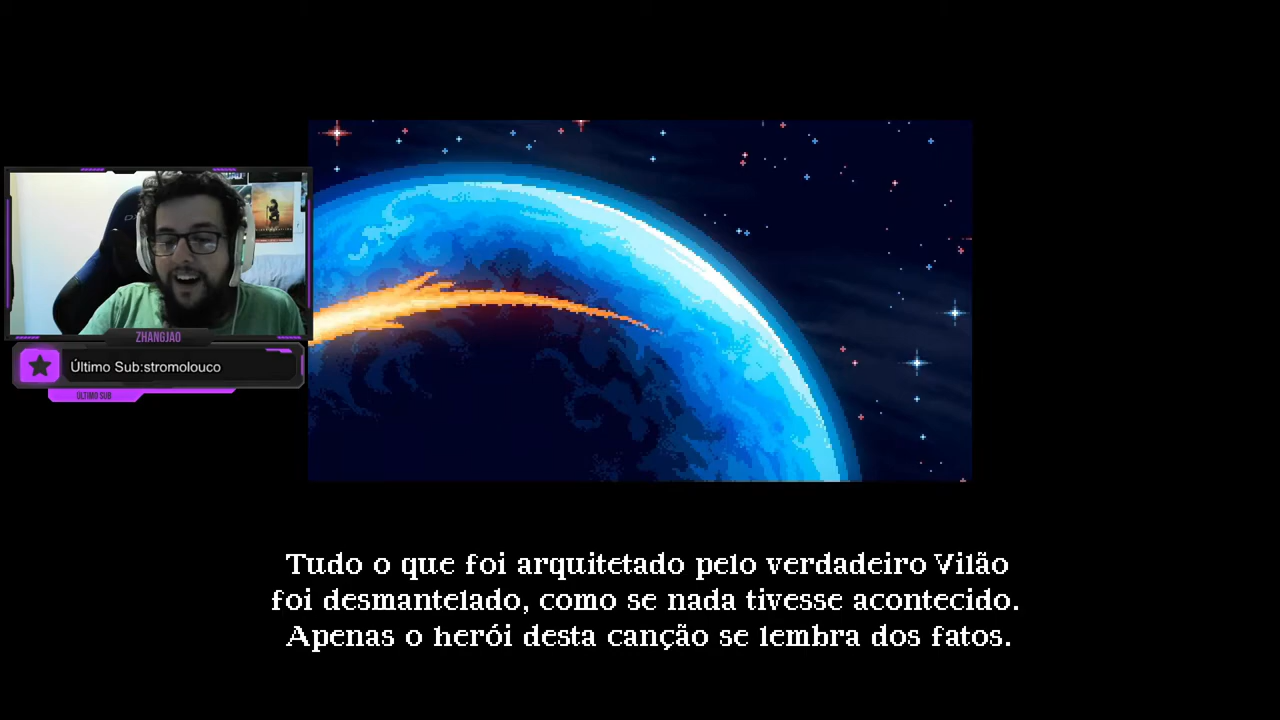 ZHANGJAO
Último Sub:stromolouco
ÚLTIMO SUB
Tudo o que foi arquitetado pelo verdadeiro Vilão
foi desmantelado, como se nada tivesse acontecido.
Apenas o herói desta canção se lembra dos fatos.